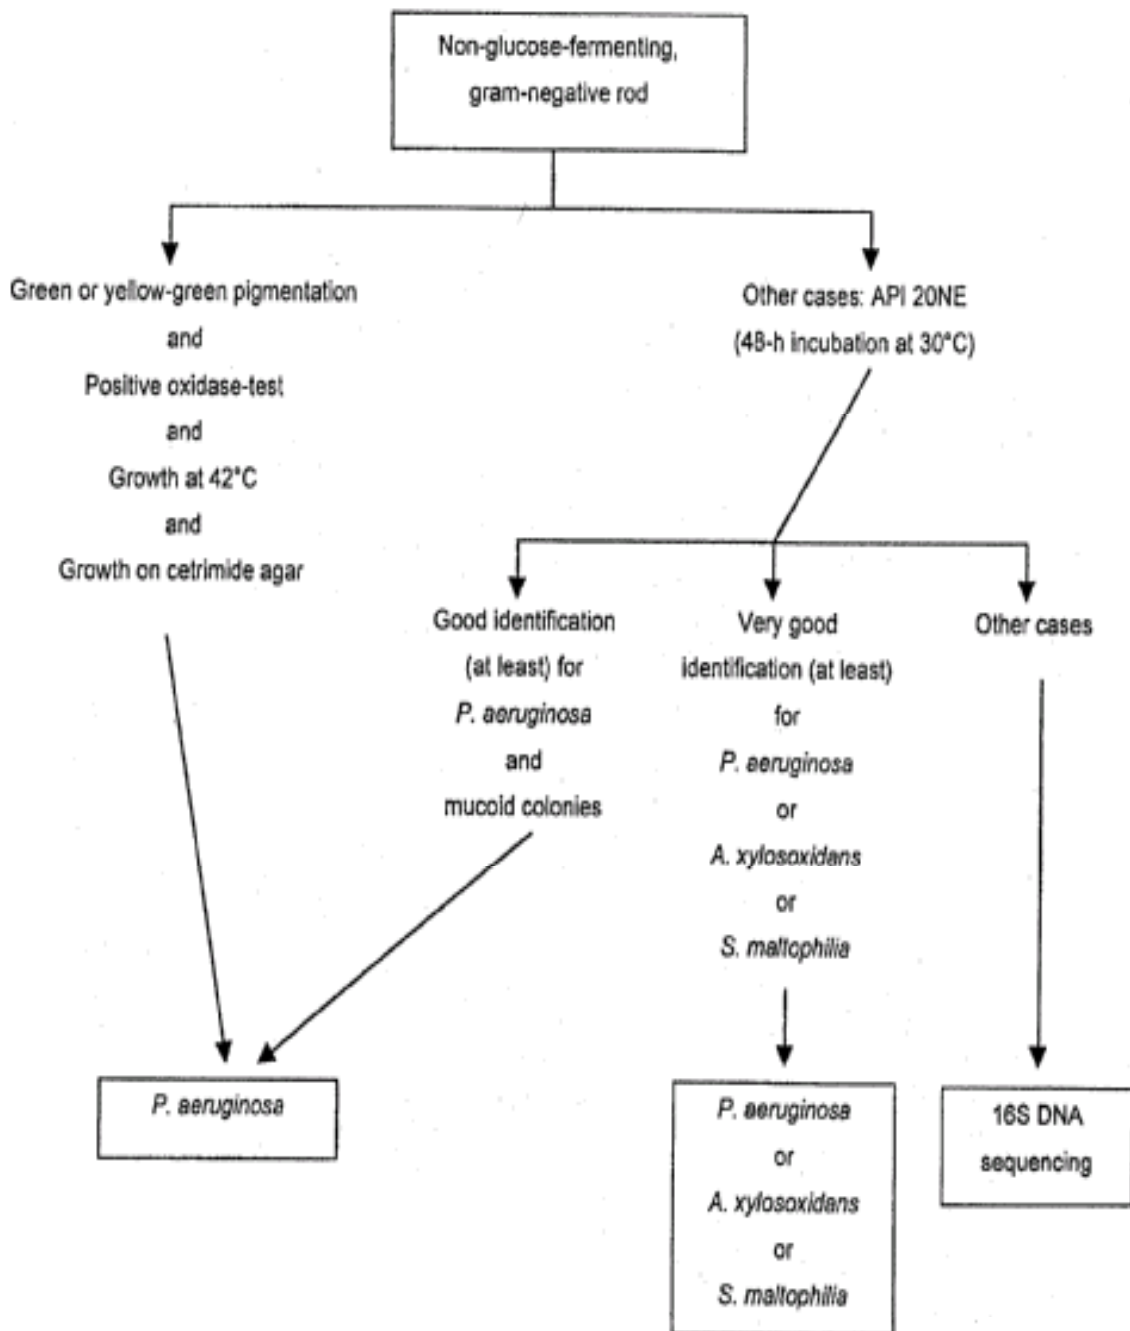 Non-glucose-fermenting,
gram-negative rod
Green or yellow-green pigmentation
and
Positive oxidase-test
and
Growth at 42°C
and
Growth on cetrimide agar
Other cases: API 20NE
(48-h incubation at 30°C)
Good identification
(at least) for
P. aeruginosa
and
mucoid colonies
Very good
identification (at least)
for
P. aeruginosa
or
A. xylosoxidans
or
S. maltophilia
Other cases
P. aeruginosa
P. aeruginosa
or
A. xylosoxidans
or
S. maltophilia
16S DNA
sequencing